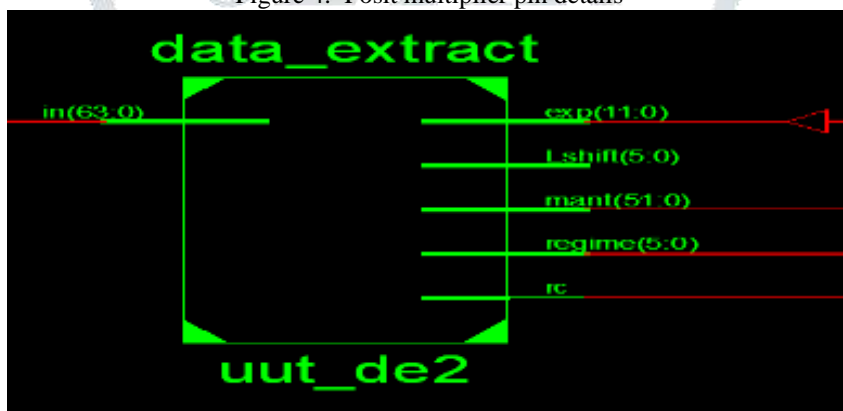 Figure 4: Posit multiplier pin details
data_extract
in(63:0)
exp(11:0)
Lshift(5:0)
mant(51:0)
regime(5:0)
rc
uut_de2